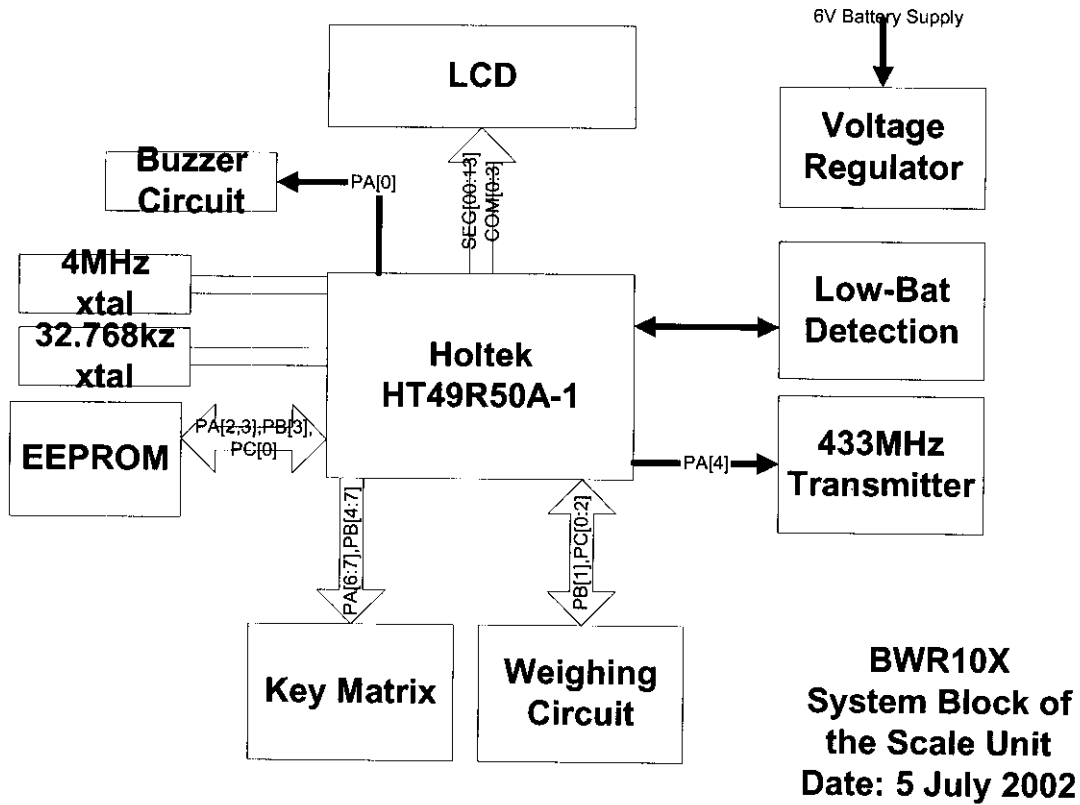 6V Battery Supply
LCD
Voltage
Regulator
Buzzer
Circuit
PA[0]
SEG[00:13]
COM[0:3]
4MHz
xtal
32.768kz
xtal
Holtek
HT49R50A-1
Low-Bat
Detection
EEPROM
PA[2,3],PB[3],
PC[0]
PA[4]
433MHz
Transmitter
PA[6:7],PB[4:7]
PB[1],PC[0:2]
Key Matrix
Weighing
Circuit
BWR10X
System Block of
the Scale Unit
Date: 5 July 2002